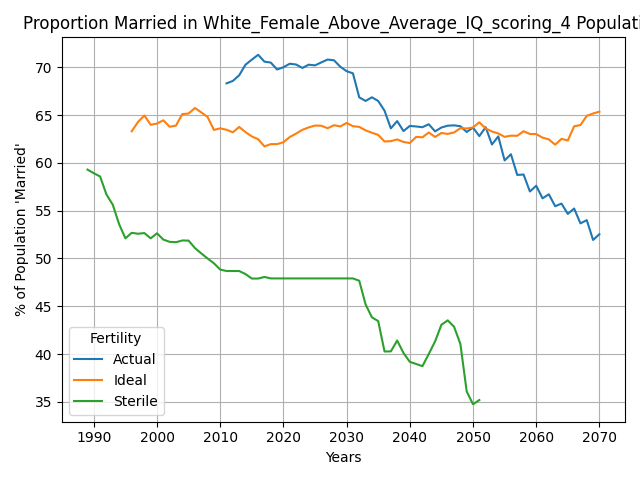 Proportion Married in White_Female_Above_Average_IQ_scoring_4 Populati
% of Population 'Married'
70
65
60
55
50
45
40
35
Fertility
Actual
Ideal
Sterile
1990 2000 2010 2020 2030 2040 2050 2060 2070
Years